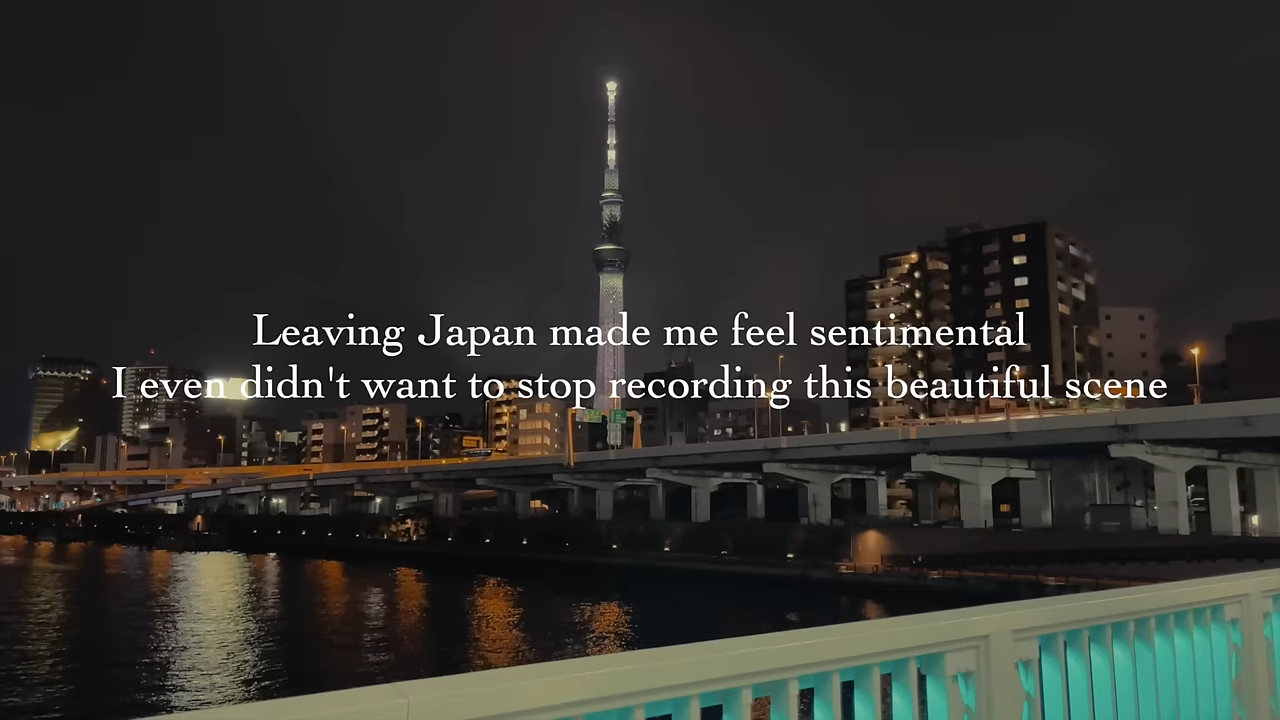 Leaving Japan made me feel sentimental
I even didn't want to stop recording this beautiful scene